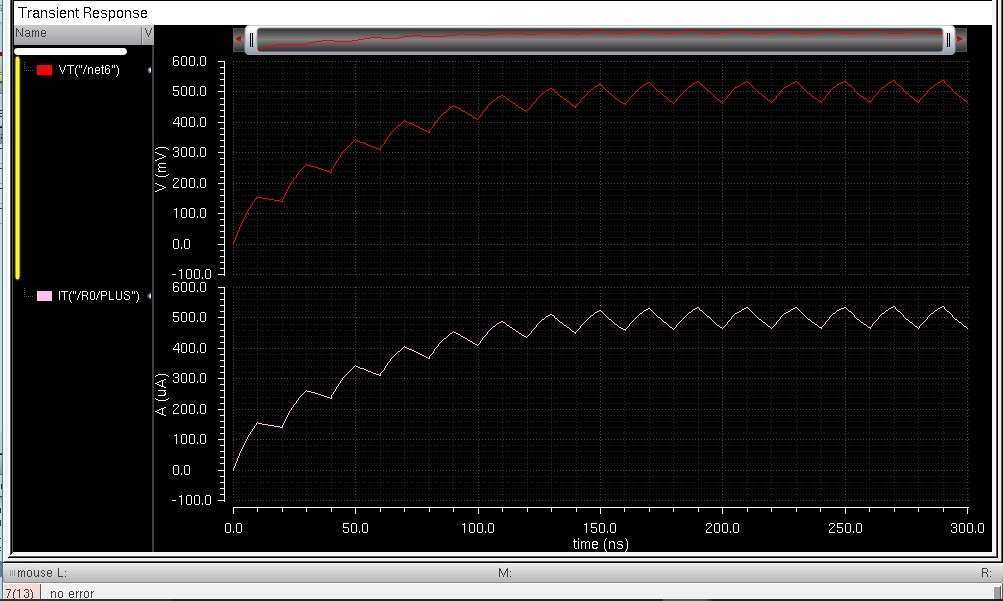 Transient Response
Name V
VT("/net6")
600.0
500.0
400.0
300.0
200.0
100.0
0.0
-100.0
V (mV)
IT("/R0/PLUS")
600.0
500.0
400.0
300.0
200.0
100.0
0.0
-100.0
A (uA)
0.0 50.0 100.0 150.0 200.0 250.0 300.0
time (ns)
mouse L: M: R:
7(13) no error